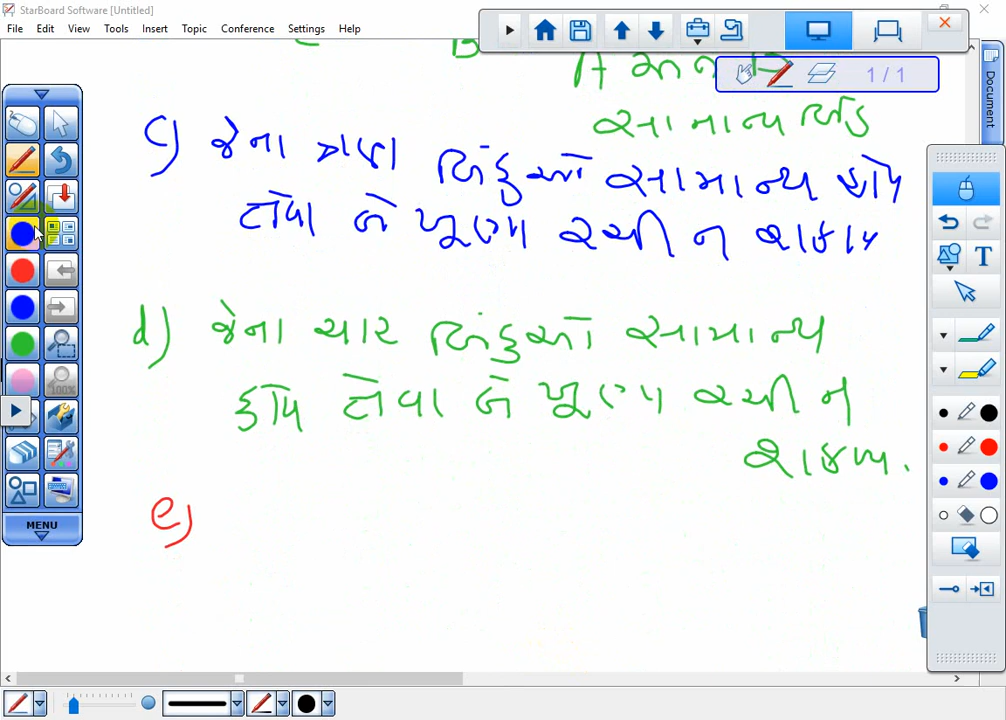 StarBoard Software [Untitled]
File Edit View Tools Insert Topic Conference Settings Help
1 / 1
Document
B
A
સામાન્ય
c) જેના ત્રણ બિંદુઓ સામાન્ય હોય
તેવા બે ખૂણા રચી ન શકાય
d) જેના ચાર બિંદુઓ સામાન્ય
હોય તેવા બે ખૂણા રચી ન
શકાય.
e)
100%
T
MENU